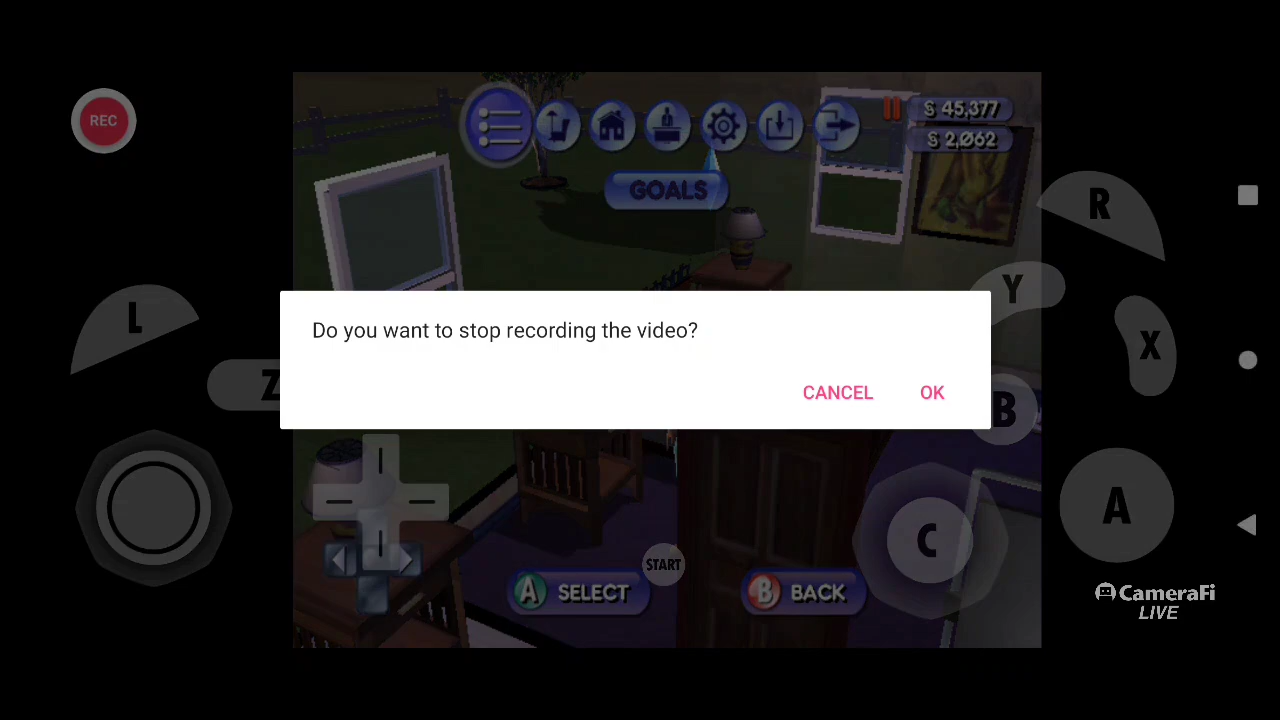 REC
$ 45,377
$ 2,062
GOALS
R
L
Y
X
Do you want to stop recording the video?
Z
CANCEL
OK
B
A
C
START
A SELECT
B BACK
CameraFi
LIVE